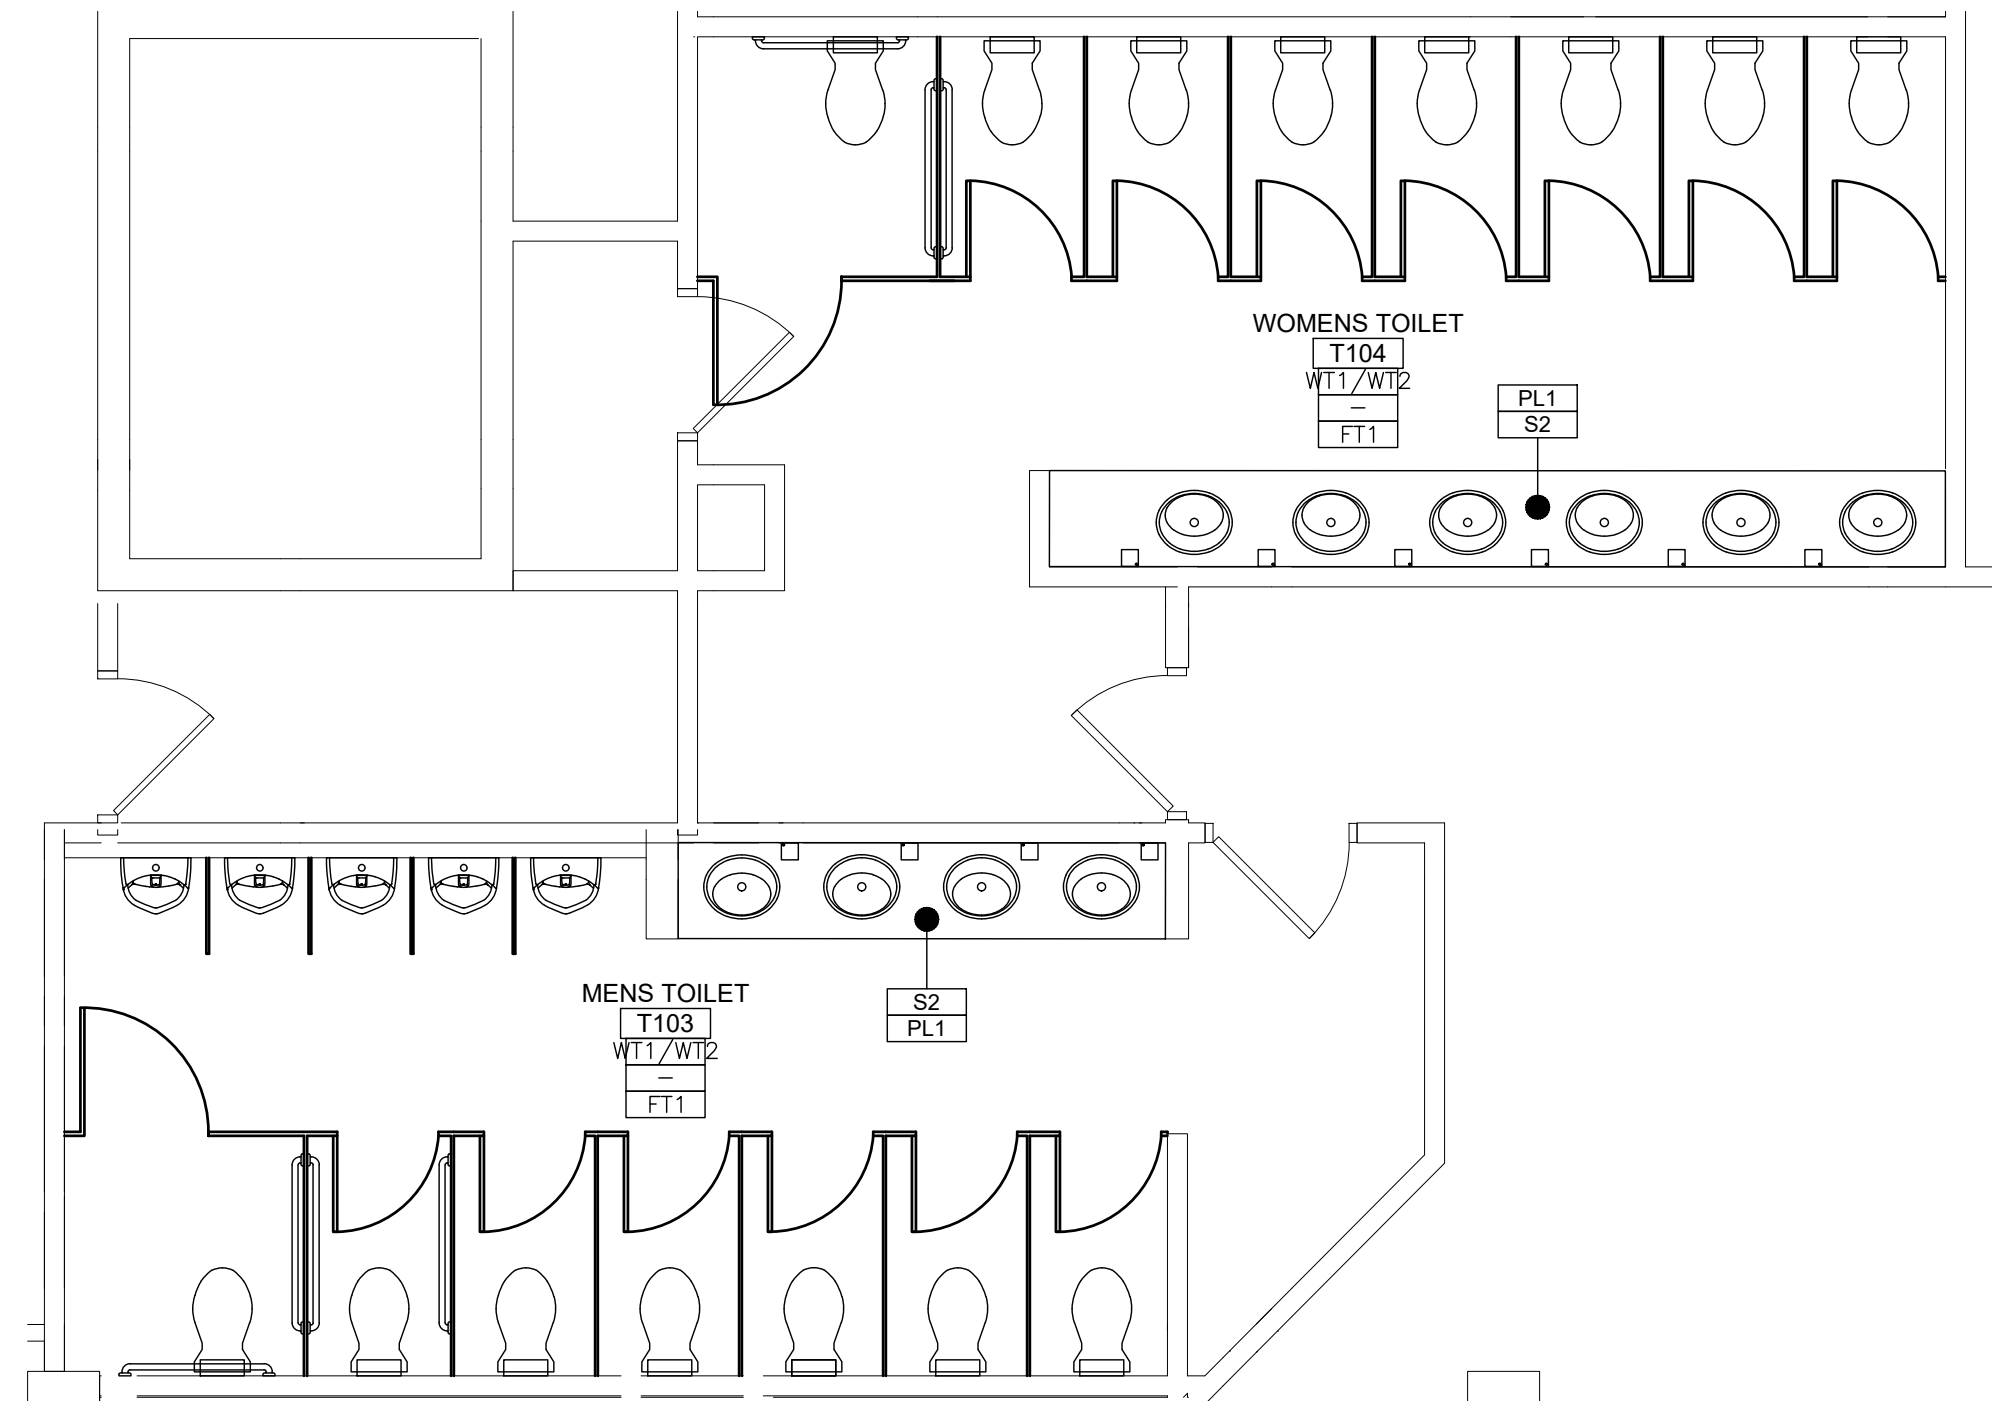 WOMENS TOILET
T104
WT1/WT2
–
FT1
PL1
S2
MENS TOILET
T103
WT1/WT2
–
FT1
S2
PL1